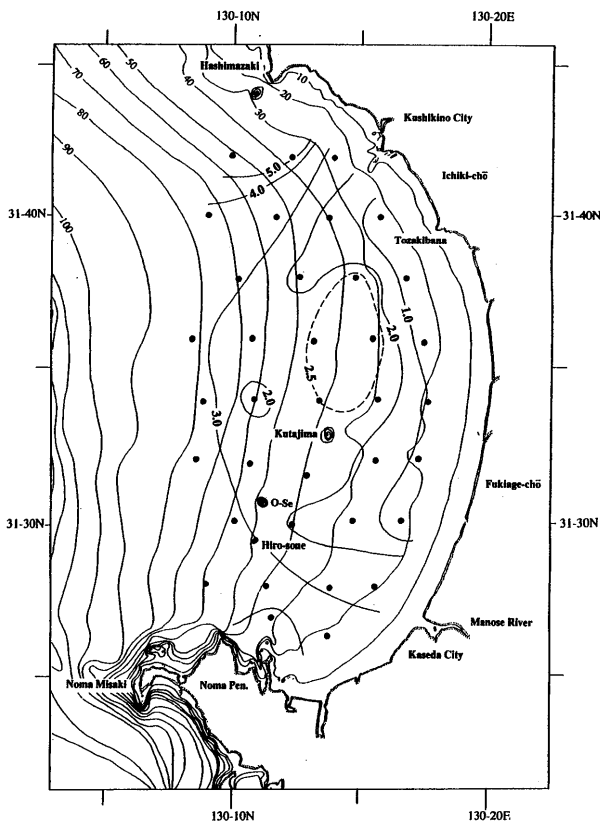 130-10N
130-20E
60
50
40
Hashimazaki
70
20
10
30
80
Kushikino City
90
Ichiki-chō
5.0
4.0
100
31-40N
31-40N
Tozakibana
1.0
2.0
2.5
2.0
3.0
Kutajima
Fukiage-chō
O-Se
31-30N
31-30N
Hiro-sone
Manose River
Kaseda City
Noma Misaki
Noma Pen.
130-10N
130-20E